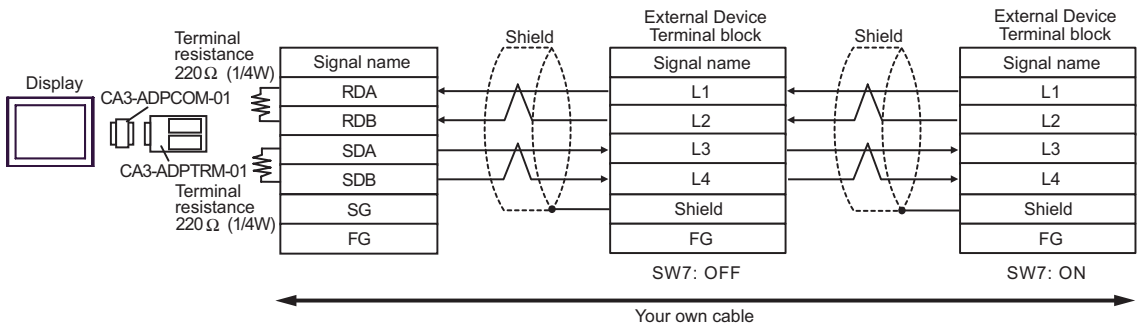 Display
CA3-ADPCOM-01
CA3-ADPTRM-01
Terminal
resistance
220Ω (1/4W)
Terminal
resistance
220Ω (1/4W)
Signal name
RDA
RDB
SDA
SDB
SG
FG
Shield
External Device
Terminal block
Signal name
L1
L2
L3
L4
Shield
FG
SW7: OFF
Shield
External Device
Terminal block
Signal name
L1
L2
L3
L4
Shield
FG
SW7: ON
Your own cable